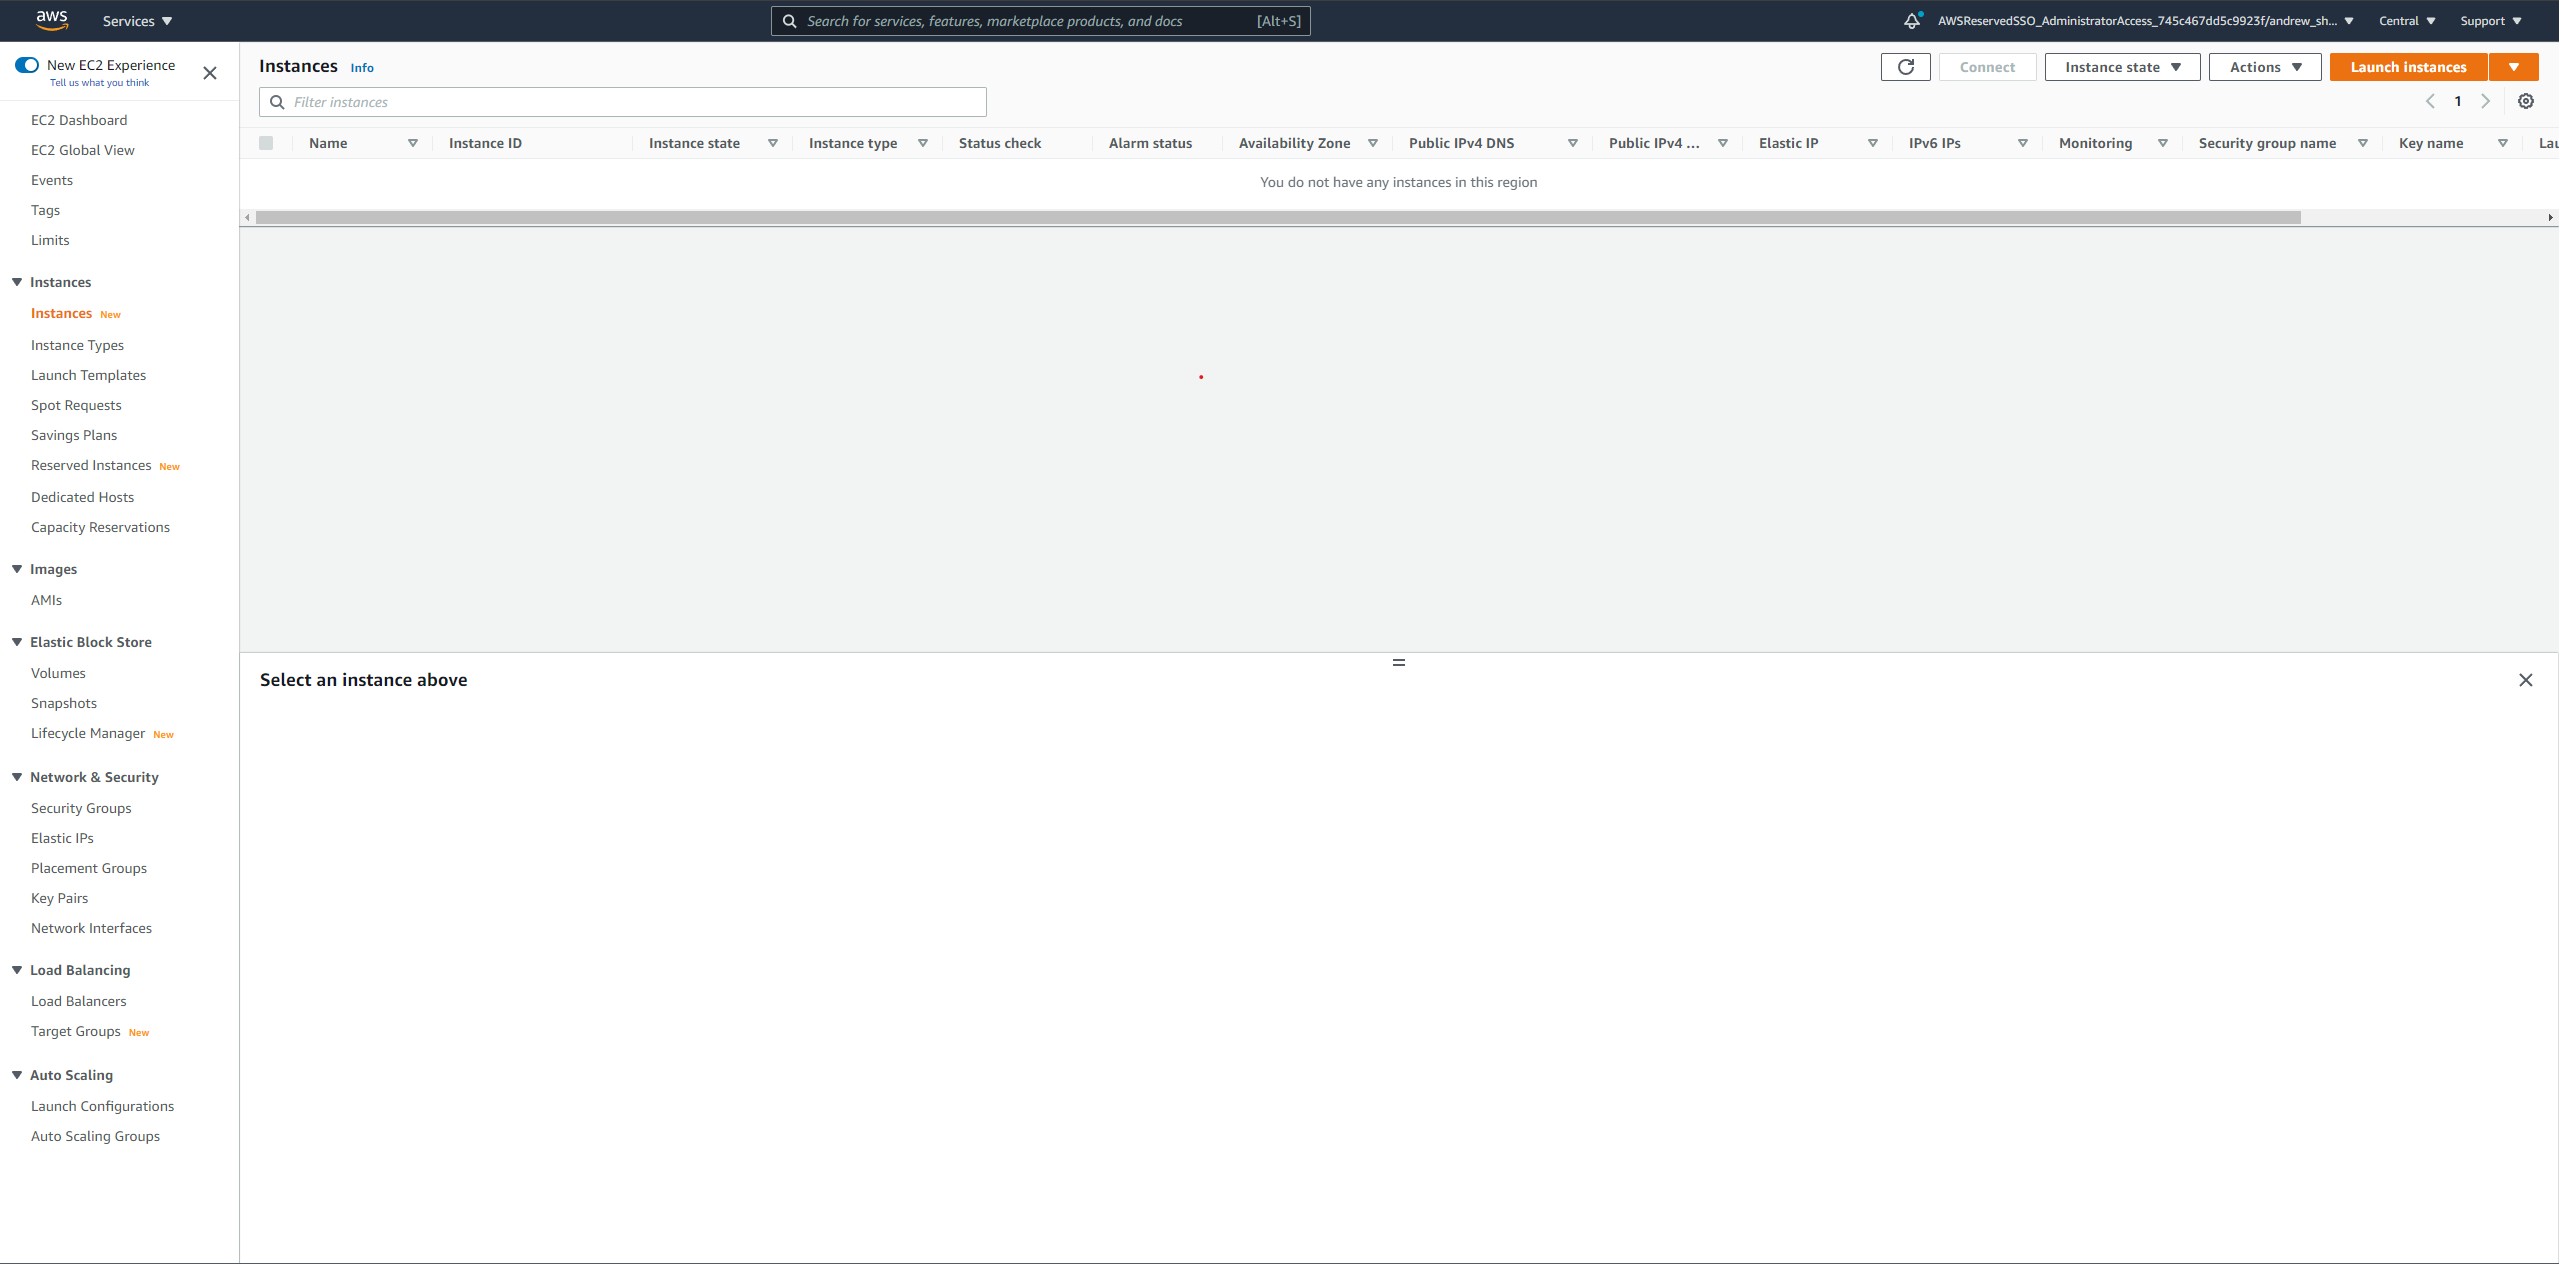 aws Services Search for services, features, marketplace products, and docs [Alt+S] AWSReservedSSO_AdministratorAccess_745c467dd5c9923f/andrew_sh... Central Support
New EC2 Experience
Tell us what you think
EC2 Dashboard
EC2 Global View
Events
Tags
Limits
Instances
Instances New
Instance Types
Launch Templates
Spot Requests
Savings Plans
Reserved Instances New
Dedicated Hosts
Capacity Reservations
Images
AMIs
Elastic Block Store
Volumes
Snapshots
Lifecycle Manager New
Network & Security
Security Groups
Elastic IPs
Placement Groups
Key Pairs
Network Interfaces
Load Balancing
Load Balancers
Target Groups New
Auto Scaling
Launch Configurations
Auto Scaling Groups
Instances Info Connect Instance state Actions Launch instances
Filter instances 1
Name Instance ID Instance state Instance type Status check Alarm status Availability Zone Public IPv4 DNS Public IPv4 ... Elastic IP IPv6 IPs Monitoring Security group name Key name Lau
You do not have any instances in this region
Select an instance above